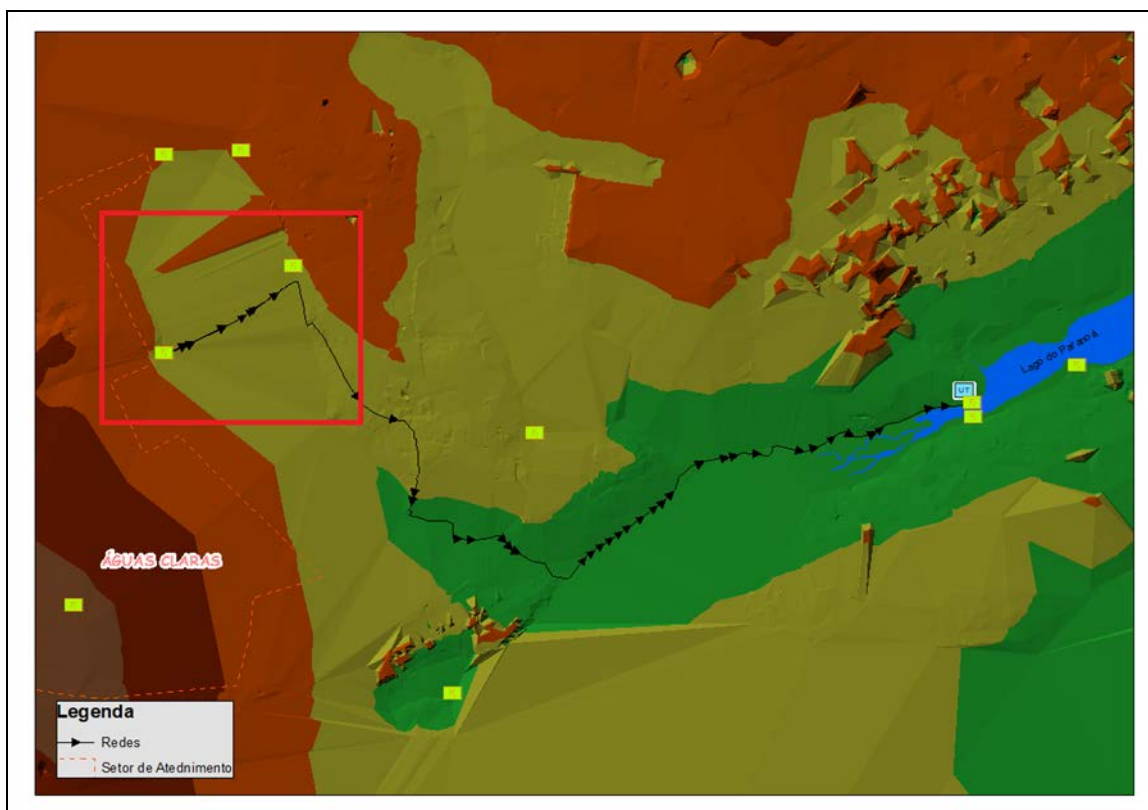 Lago do Paranoá
UT
ÁGUAS CLARAS
Legenda
Redes
Setor de Atednimento